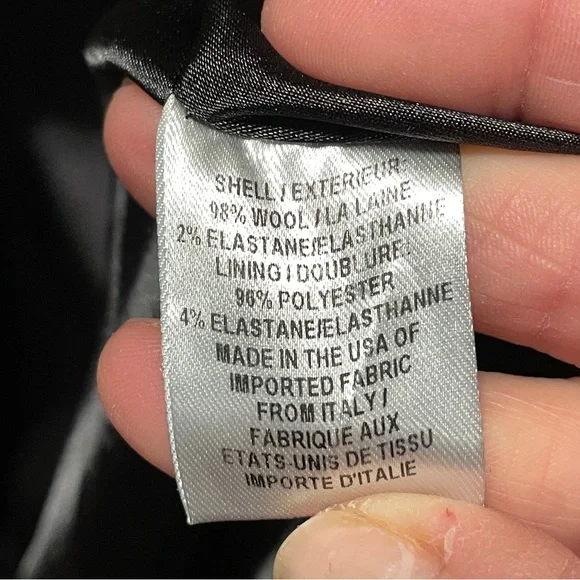 SHELL / EXTERIEUR:
98% WOOL / LA LAINE
2% ELASTANE/ELASTHANNE
LINING / DOUBLURE:
96% POLYESTER
4% ELASTANE/ELASTHANNE
MADE IN THE USA OF
IMPORTED FABRIC
FROM ITALY /
FABRIQUE AUX
ETATS-UNIS DE TISSU
IMPORTE D'ITALIE